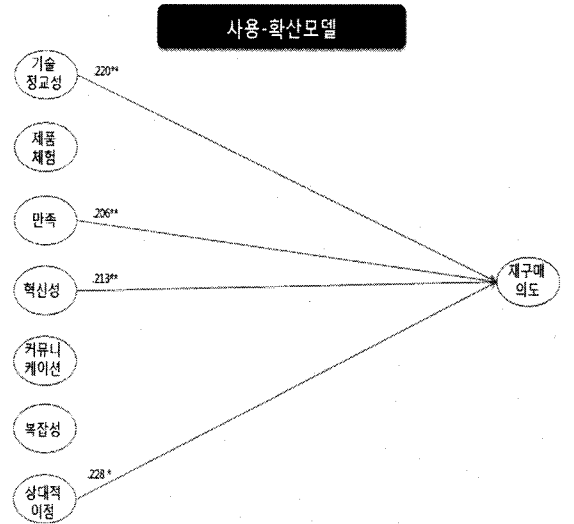 사용-확산모델
기술
정교성
.220**
제품
체험
만족
.206**
혁신성
.213**
재구매
의도
커뮤니
케이션
복잡성
상대적
이점
.228 *